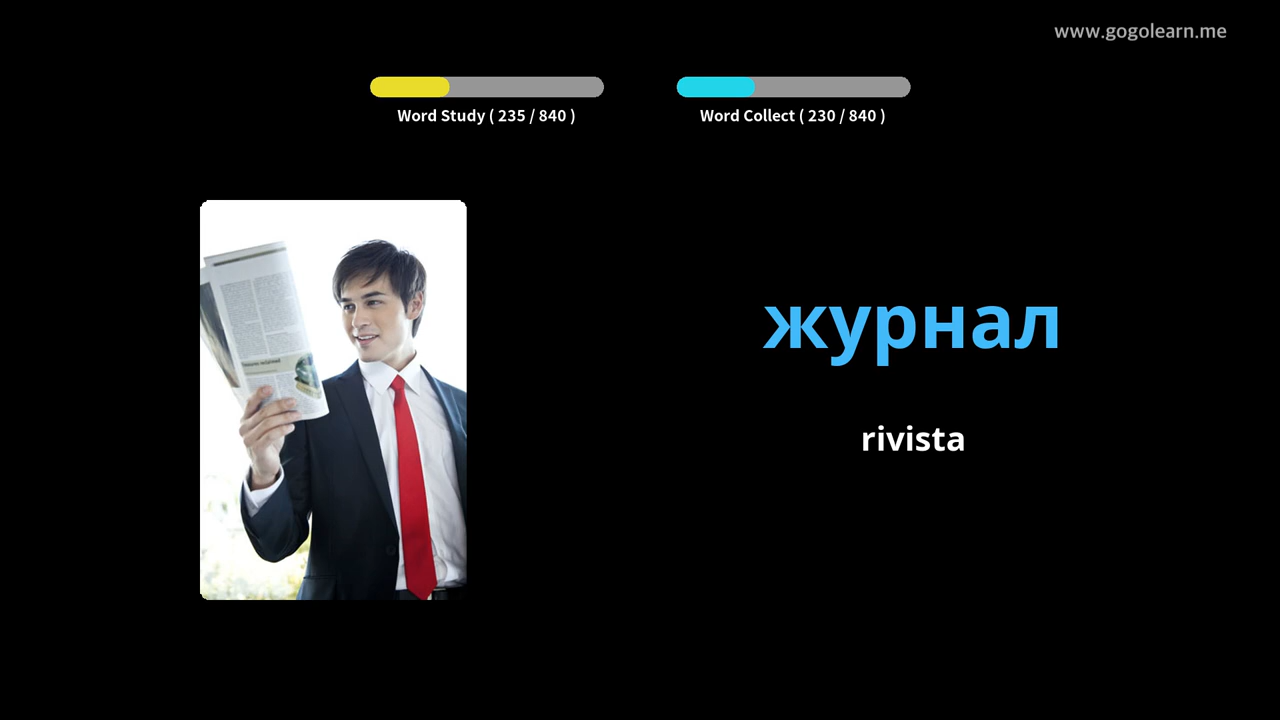 www.gogolearn.me
Word Study ( 235 / 840 )
Word Collect ( 230 / 840 )
журнал
rivista